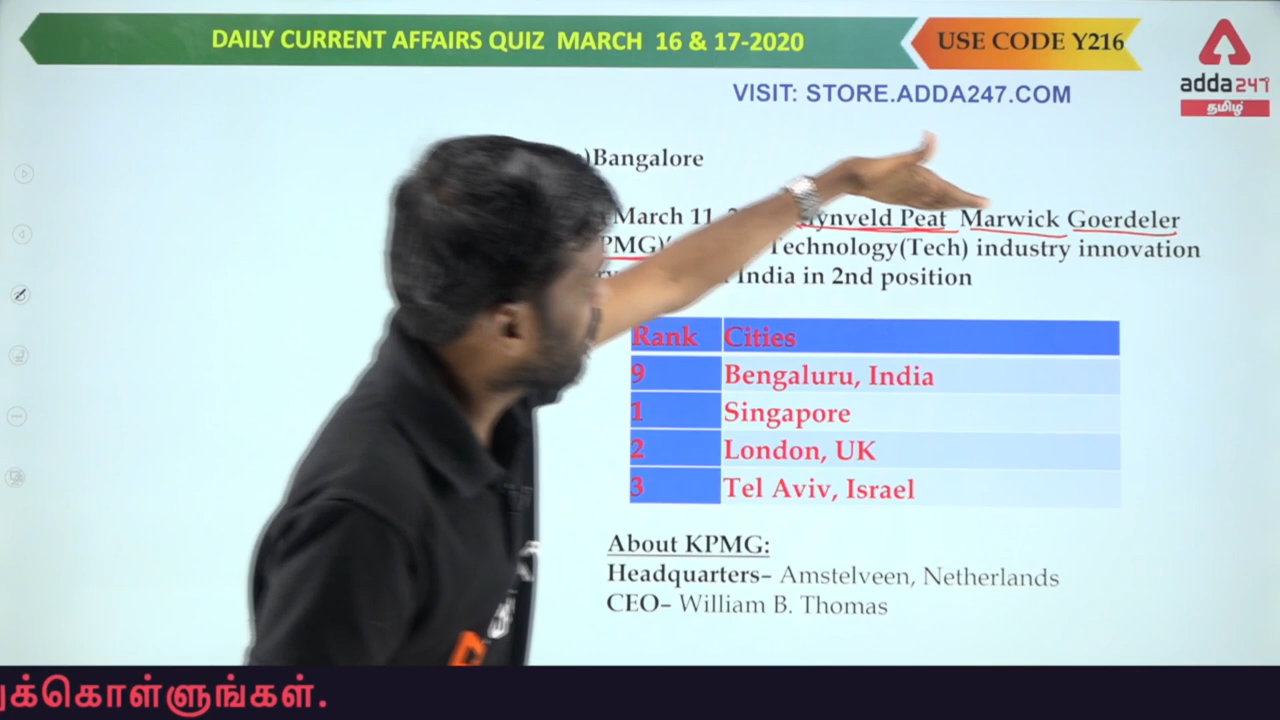 DAILY CURRENT AFFAIRS QUIZ MARCH 16 & 17-2020
USE CODE Y216
adda247
தமிழ்
VISIT: STORE.ADDA247.COM
)Bangalore
March 11, Peat Marwick Goerdeler
PMG)' Technology(Tech) industry innovation
India in 2nd position
Rank Cities
9 Bengaluru, India
1 Singapore
2 London, UK
3 Tel Aviv, Israel
About KPMG:
Headquarters– Amstelveen, Netherlands
CEO– William B. Thomas
க்கொள்ளுங்கள்.